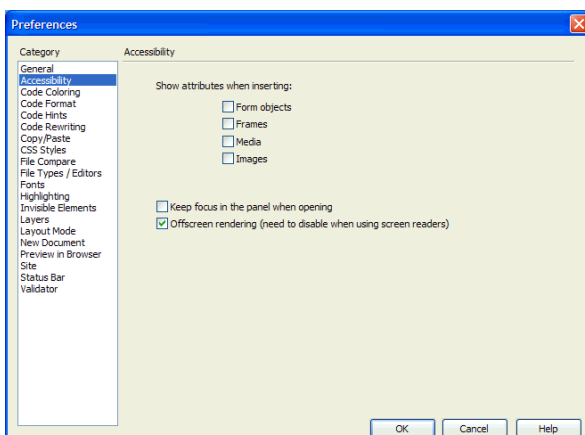 Preferences
Category
Accessibility
General
Accessibility
Code Coloring
Code Format
Code Hints
Code Rewriting
Copy/Paste
CSS Styles
File Compare
File Types / Editors
Fonts
Highlighting
Invisible Elements
Layers
Layout Mode
New Document
Preview in Browser
Site
Status Bar
Validator
Show attributes when inserting:
Form objects
Frames
Media
Images
Keep focus in the panel when opening
Offscreen rendering (need to disable when using screen readers)
OK
Cancel
Help